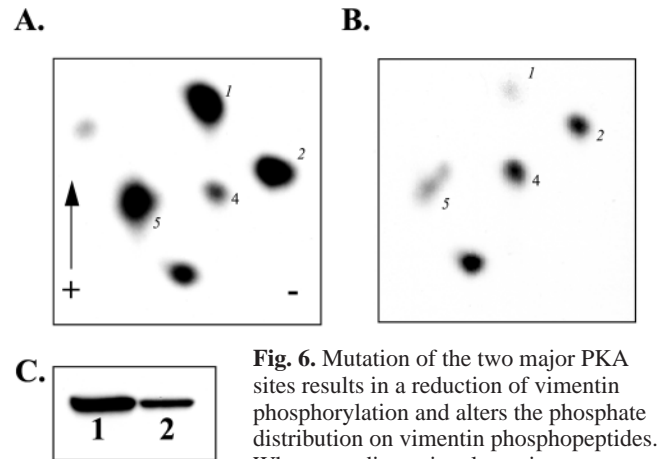 A.
B.
1
2
4
5
+
-
1
2
4
5
C.
1 2
Fig. 6. Mutation of the two major PKA
sites results in a reduction of vimentin
phosphorylation and alters the phosphate
distribution on vimentin phosphopeptides.